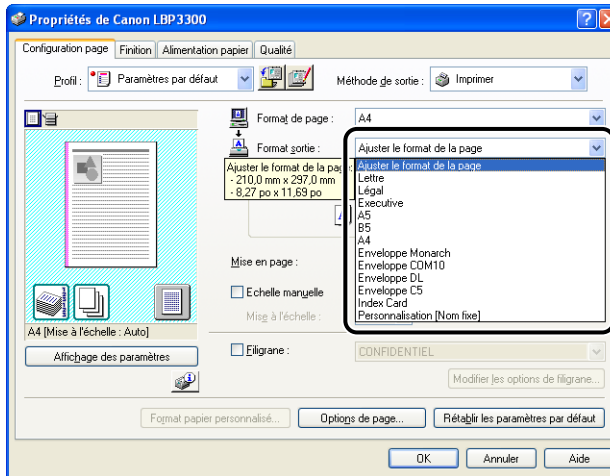 Propriétés de Canon LBP3300
Configuration page Finition Alimentation papier Qualité
Profil : Paramètres par défaut Méthode de sortie : Imprimer
Format de page : A4
Format sortie : Ajuster le format de la page
Ajuster le format de la page
- 210,0 mm x 297,0 mm
- 8,27 po x 11,69 po
Ajuster le format de la page
Lettre
Légal
Executive
A5
B5
A4
Enveloppe Monarch
Enveloppe COM10
Enveloppe DL
Enveloppe C5
Index Card
Personnalisation [Nom fixe]
Mise en page :
Echelle manuelle
Mise à l'échelle :
A4 [Mise à l'échelle : Auto]
Affichage des paramètres
Filigrane : CONFIDENTIEL
Modifier les options de filigrane...
Format papier personnalisé... Options de page... Rétablir les paramètres par défaut
OK Annuler Aide